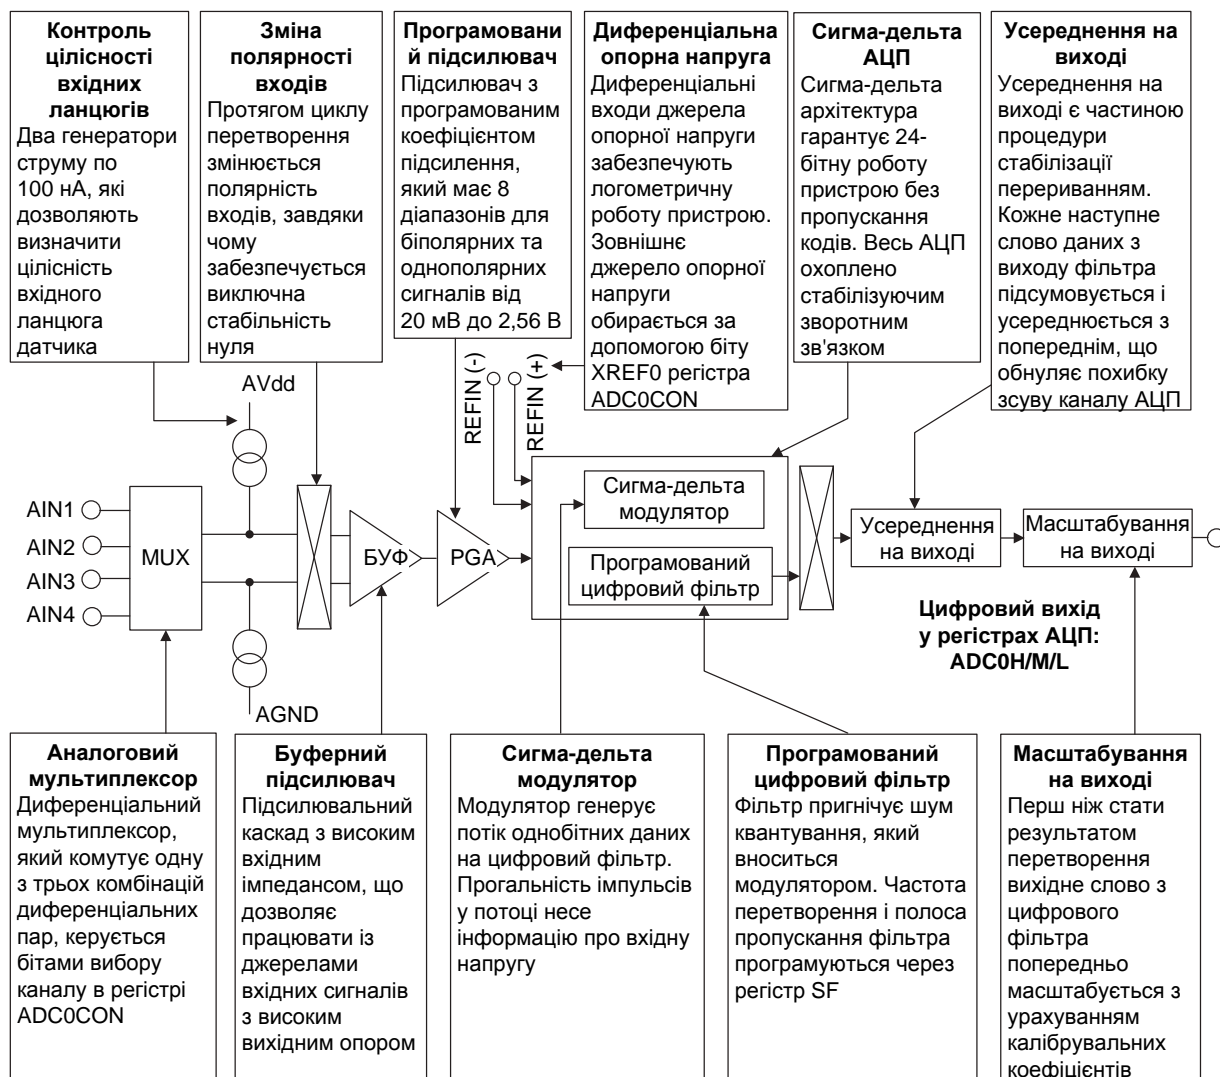 Контроль
цілісності
вхідних
ланцюгів
Два генератори
струму по
100 нА, які
дозволяють
визначити
цілісність
вхідного
ланцюга
датчика
Зміна
полярності
входів
Протягом циклу
перетворення
змінюється
полярність
входів, завдяки
чому
забезпечується
виключна
стабільність
нуля
Програмовани
й підсилювач
Підсилювач з
програмованим
коефіцієнтом
підсилення,
який має 8
діапазонів для
біполярних та
однополярних
сигналів від
20 мВ до 2,56 В
Диференціальна
опорна напруга
Диференціальні
входи джерела
опорної напруги
забезпечують
логометричну
роботу пристрою.
Зовнішнє
джерело опорної
напруги
обирається за
допомогою біту
XREF0 регістра
ADC0CON
Сигма-дельта
АЦП
Сигма-дельта
архітектура
гарантує 24-
бітну роботу
пристрою без
пропускання
кодів. Весь АЦП
охоплено
стабілізуючим
зворотним
зв'язком
Усереднення на
виході
Усереднення на
виході є частиною
процедури
стабілізації
перериванням.
Кожне наступне
слово даних з
виходу фільтра
підсумовується і
усереднюється з
попереднім, що
обнуляє похибку
зсуву каналу АЦП
AVdd
REFIN (-)
REFIN (+)
AIN1
AIN2
AIN3
AIN4
MUX
БУФ
PGA
Сигма-дельта
модулятор
Програмований
цифровий фільтр
Усереднення
на виході
Масштабування
на виході
Цифровий вихід
у регістрах АЦП:
ADC0H/M/L
AGND
Аналоговий
мультиплексор
Диференціальний
мультиплексор,
який комутує одну
з трьох комбінацій
диференціальних
пар, керується
бітами вибору
каналу в регістрі
ADC0CON
Буферний
підсилювач
Підсилювальний
каскад з високим
вхідним
імпедансом, що
дозволяє
працювати із
джерелами
вхідних сигналів
з високим
вихідним опором
Сигма-дельта
модулятор
Модулятор генерує
потік однобітних даних
на цифровий фільтр.
Прогальність імпульсів
у потоці несе
інформацію про вхідну
напругу
Програмований
цифровий фільтр
Фільтр пригнічує шум
квантування, який
вноситься
модулятором. Частота
перетворення і полоса
пропускання фільтра
програмуються через
регістр SF
Масштабування
на виході
Перш ніж стати
результатом
перетворення
вихідне слово з
цифрового
фільтра
попередньо
масштабується з
урахуванням
калібрувальних
коефіцієнтів